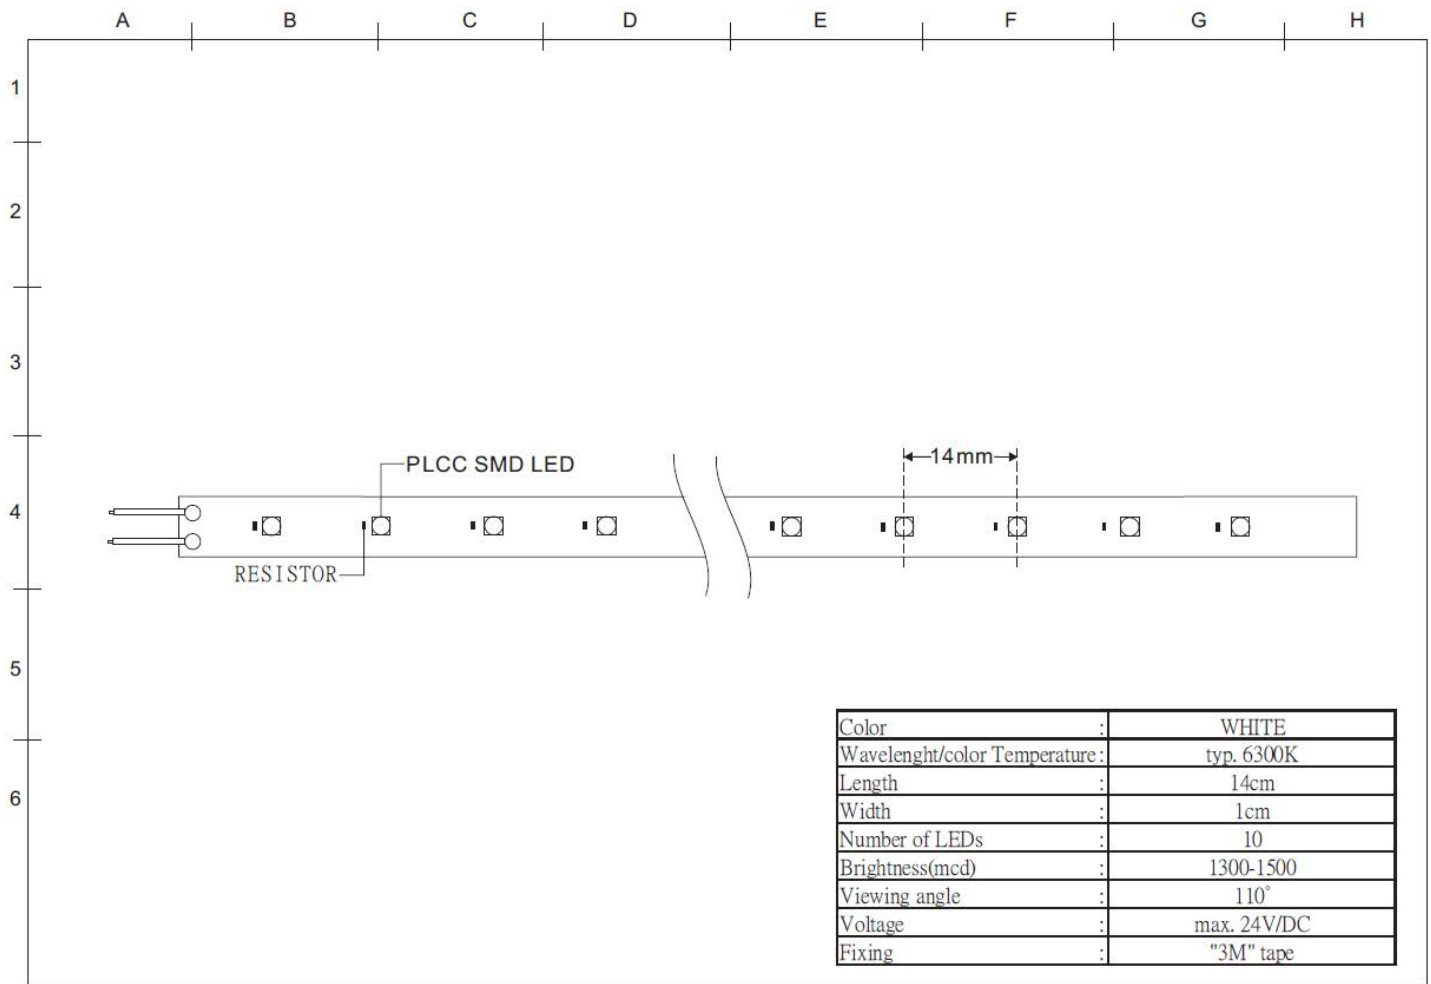 A B C D E F G H
1
2
3
14mm
PLCC SMD LED
4
RESISTOR
5
Color : WHITE
Wavelenght/color Temperature : typ. 6300K
Length : 14cm
6
Width : 1cm
Number of LEDs : 10
Brightness(mcd) : 1300-1500
Viewing angle : 110°
Voltage : max. 24V/DC
Fixing : "3M" tape